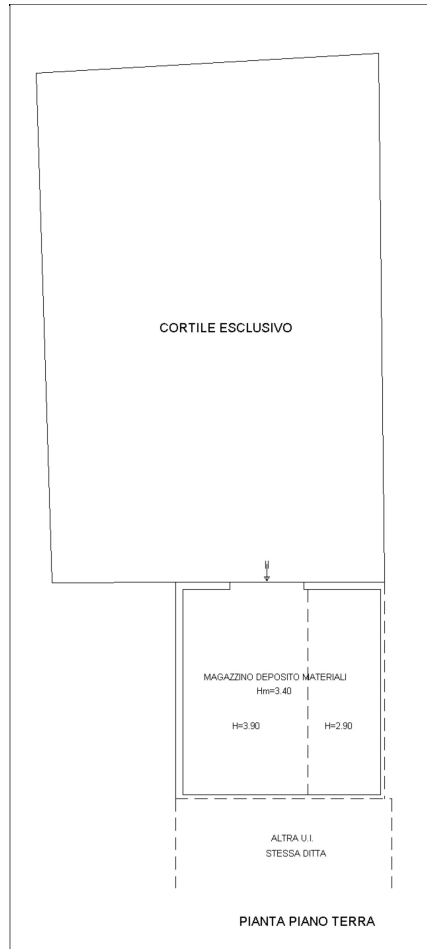 CORTILE ESCLUSIVO
MAGAZZINO DEPOSITO MATERIALI
Hm=3.40
H=3.90 H=2.90
ALTRA U.I.
STESSA DITTA
PIANTA PIANO TERRA